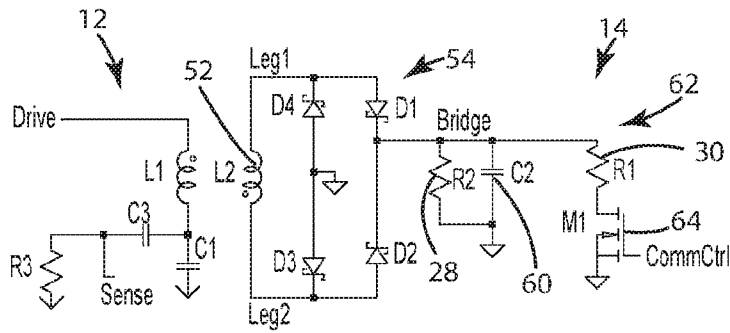 12
14
Leg1
52
54
D4
D1
62
Drive
Bridge
L1
L2
R2
C2
R1
30
C3
M1
64
C1
R3
D3
D2
28
60
CommCtrl
Sense
Leg2